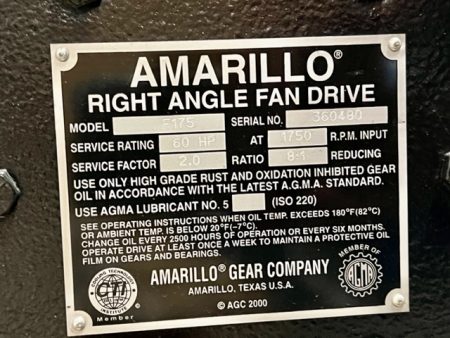 AMARILLO®
RIGHT ANGLE FAN DRIVE
MODEL F175 SERIAL NO. 360480
SERVICE RATING 60 HP AT 1750 R.P.M. INPUT
SERVICE FACTOR 2.0 RATIO 8:1 REDUCING
USE ONLY HIGH GRADE RUST AND OXIDATION INHIBITED GEAR
OIL IN ACCORDANCE WITH THE LATEST A.G.M.A. STANDARD.
USE AGMA LUBRICANT NO. 5 (ISO 220)
SEE OPERATING INSTRUCTIONS WHEN OIL TEMP. EXCEEDS 180°F(82°C)
OR AMBIENT TEMP. IS BELOW 20°F(-7°C).
CHANGE OIL EVERY 2500 HOURS OF OPERATION OR EVERY SIX MONTHS.
OPERATE DRIVE AT LEAST ONCE A WEEK TO MAINTAIN A PROTECTIVE OIL
FILM ON GEARS AND BEARINGS.
COOLING TECHNOLOGY
CTI
INSTITUTE
Member
AMARILLO® GEAR COMPANY
AMARILLO, TEXAS U.S.A.
© AGC 2000
MEMBER OF
AGMA